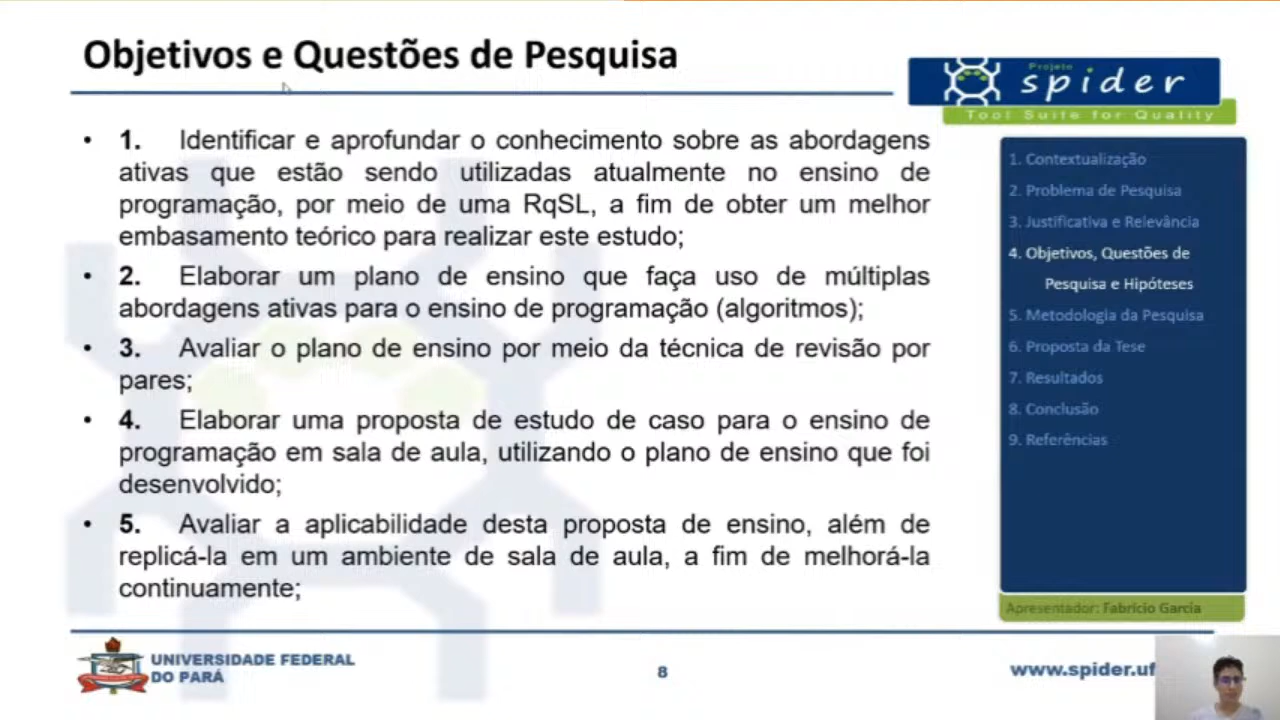 Objetivos e Questões de Pesquisa
Projeto
spider
Tool Suite for Quality
• 1. Identificar e aprofundar o conhecimento sobre as abordagens
ativas que estão sendo utilizadas atualmente no ensino de
programação, por meio de uma RqSL, a fim de obter um melhor
embasamento teórico para realizar este estudo;
• 2. Elaborar um plano de ensino que faça uso de múltiplas
abordagens ativas para o ensino de programação (algoritmos);
• 3. Avaliar o plano de ensino por meio da técnica de revisão por
pares;
• 4. Elaborar uma proposta de estudo de caso para o ensino de
programação em sala de aula, utilizando o plano de ensino que foi
desenvolvido;
• 5. Avaliar a aplicabilidade desta proposta de ensino, além de
replicá-la em um ambiente de sala de aula, a fim de melhorá-la
continuamente;
1. Contextualização
2. Problema de Pesquisa
3. Justificativa e Relevância
4. Objetivos, Questões de
Pesquisa e Hipóteses
5. Metodologia da Pesquisa
6. Proposta da Tese
7. Resultados
8. Conclusão
9. Referências
Apresentador: Fabrício Garcia
UNIVERSIDADE FEDERAL
DO PARÁ
8
www.spider.uf